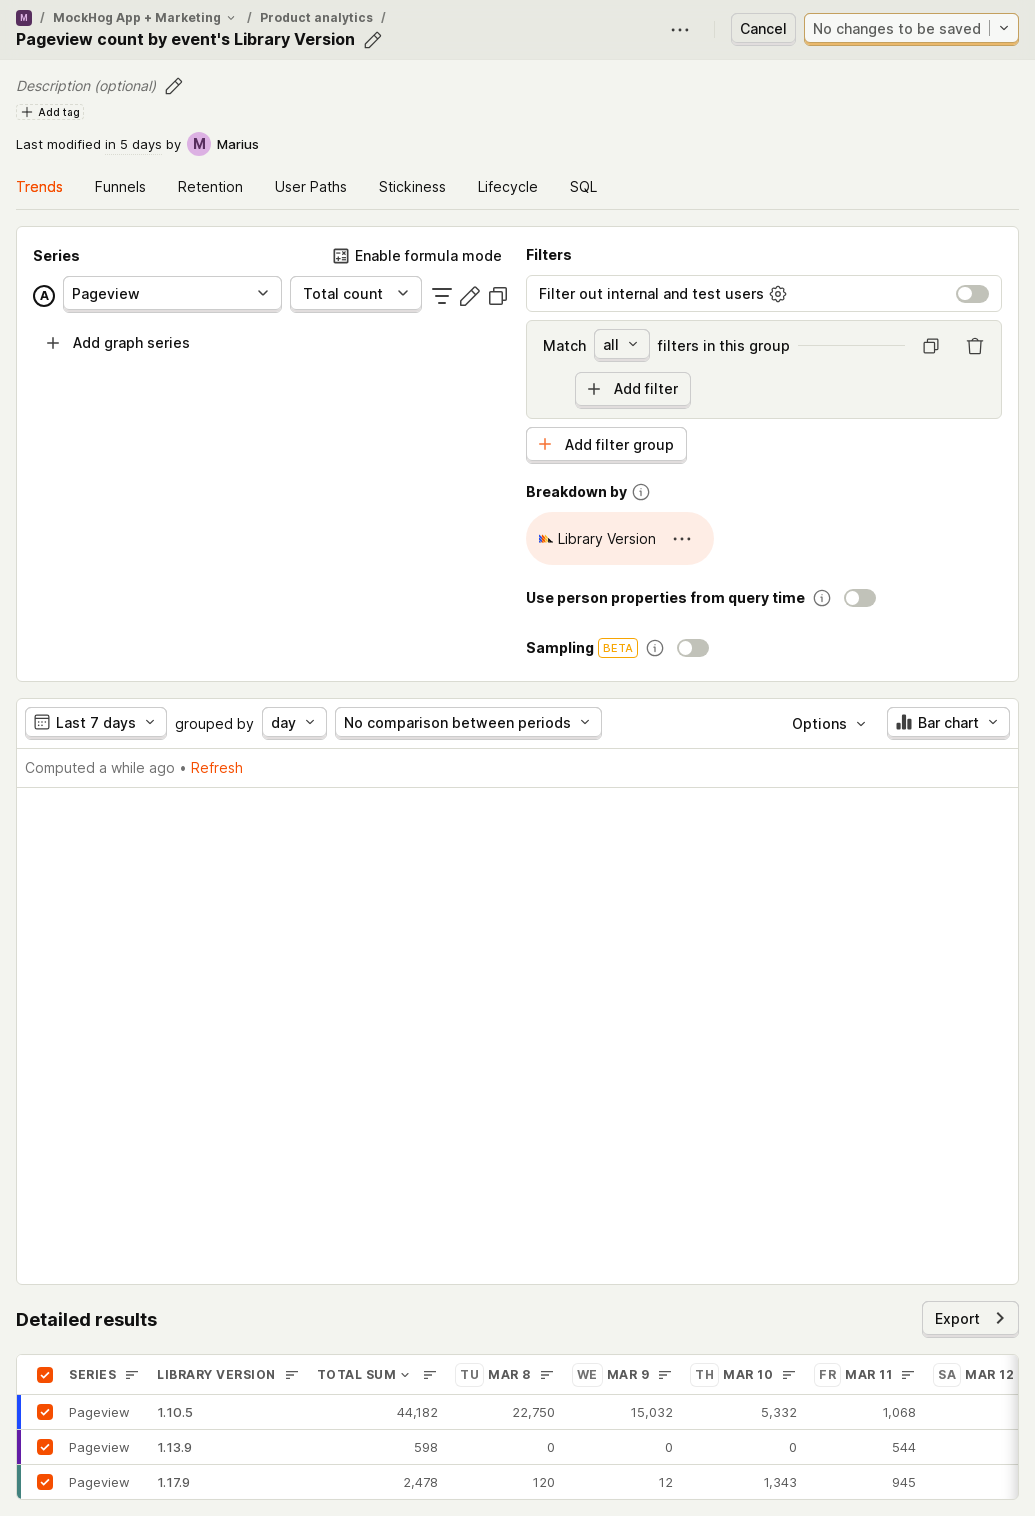 M / MockHog App + Marketing / Product analytics /
Pageview count by event's Library Version
Cancel
No changes to be saved
Description (optional)
Add tag
Last modified in 5 days by M Marius
Trends Funnels Retention User Paths Stickiness Lifecycle SQL
Series
Enable formula mode
A Pageview Total count
Add graph series
Filters
Filter out internal and test users
Match all filters in this group
Add filter
Add filter group
Breakdown by
Library Version
Use person properties from query time
Sampling BETA
Last 7 days grouped by day No comparison between periods Options Bar chart
Computed a while ago • Refresh
Detailed results
Export
SERIES LIBRARY VERSION TOTAL SUM TU MAR 8 WE MAR 9 TH MAR 10 FR MAR 11 SA MAR 12
Pageview 1.10.5 44,182 22,750 15,032 5,332 1,068
Pageview 1.13.9 598 0 0 0 544
Pageview 1.17.9 2,478 120 12 1,343 945